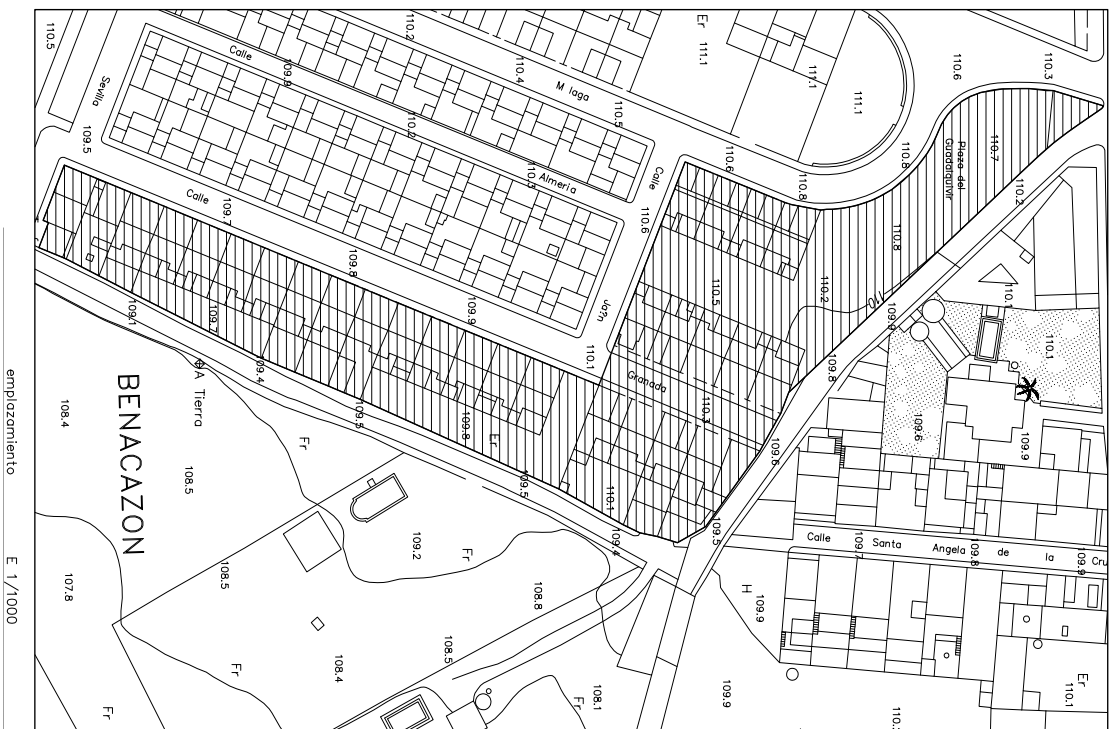 110.5
110.2
Er
111.1
110.6
110.3
Calle
109.9
110.4
M laga
111.1
111.1
Sevilla
109.5
110.2
110.5
110.6
110.8
Plaza del
Guadalquivir
110.7
110.2
Almeria
Calle
110.8
Calle
109.7
110.6
110.8
109.8
110.5
110.2
110
110.1
109.9
109.1
109.7
109.9
Ja?n
110.1
109.8
110.1
109.4
A Tierra
Granada
110.3
BENACAZON
108.4
109.5
109.8
Er
109.6
109.6
109.9
Fr
108.5
109.5
110.1
109.5
emplazamiento
E 1/1000
107.8
108.5
109.2
Fr
109.4
Calle Santa Angela de la Cru
109.7
109.8
109.9
108.8
H
109.9
Fr
108.4
108.5
108.1
Fr
109.9
Er
110.1
Fr